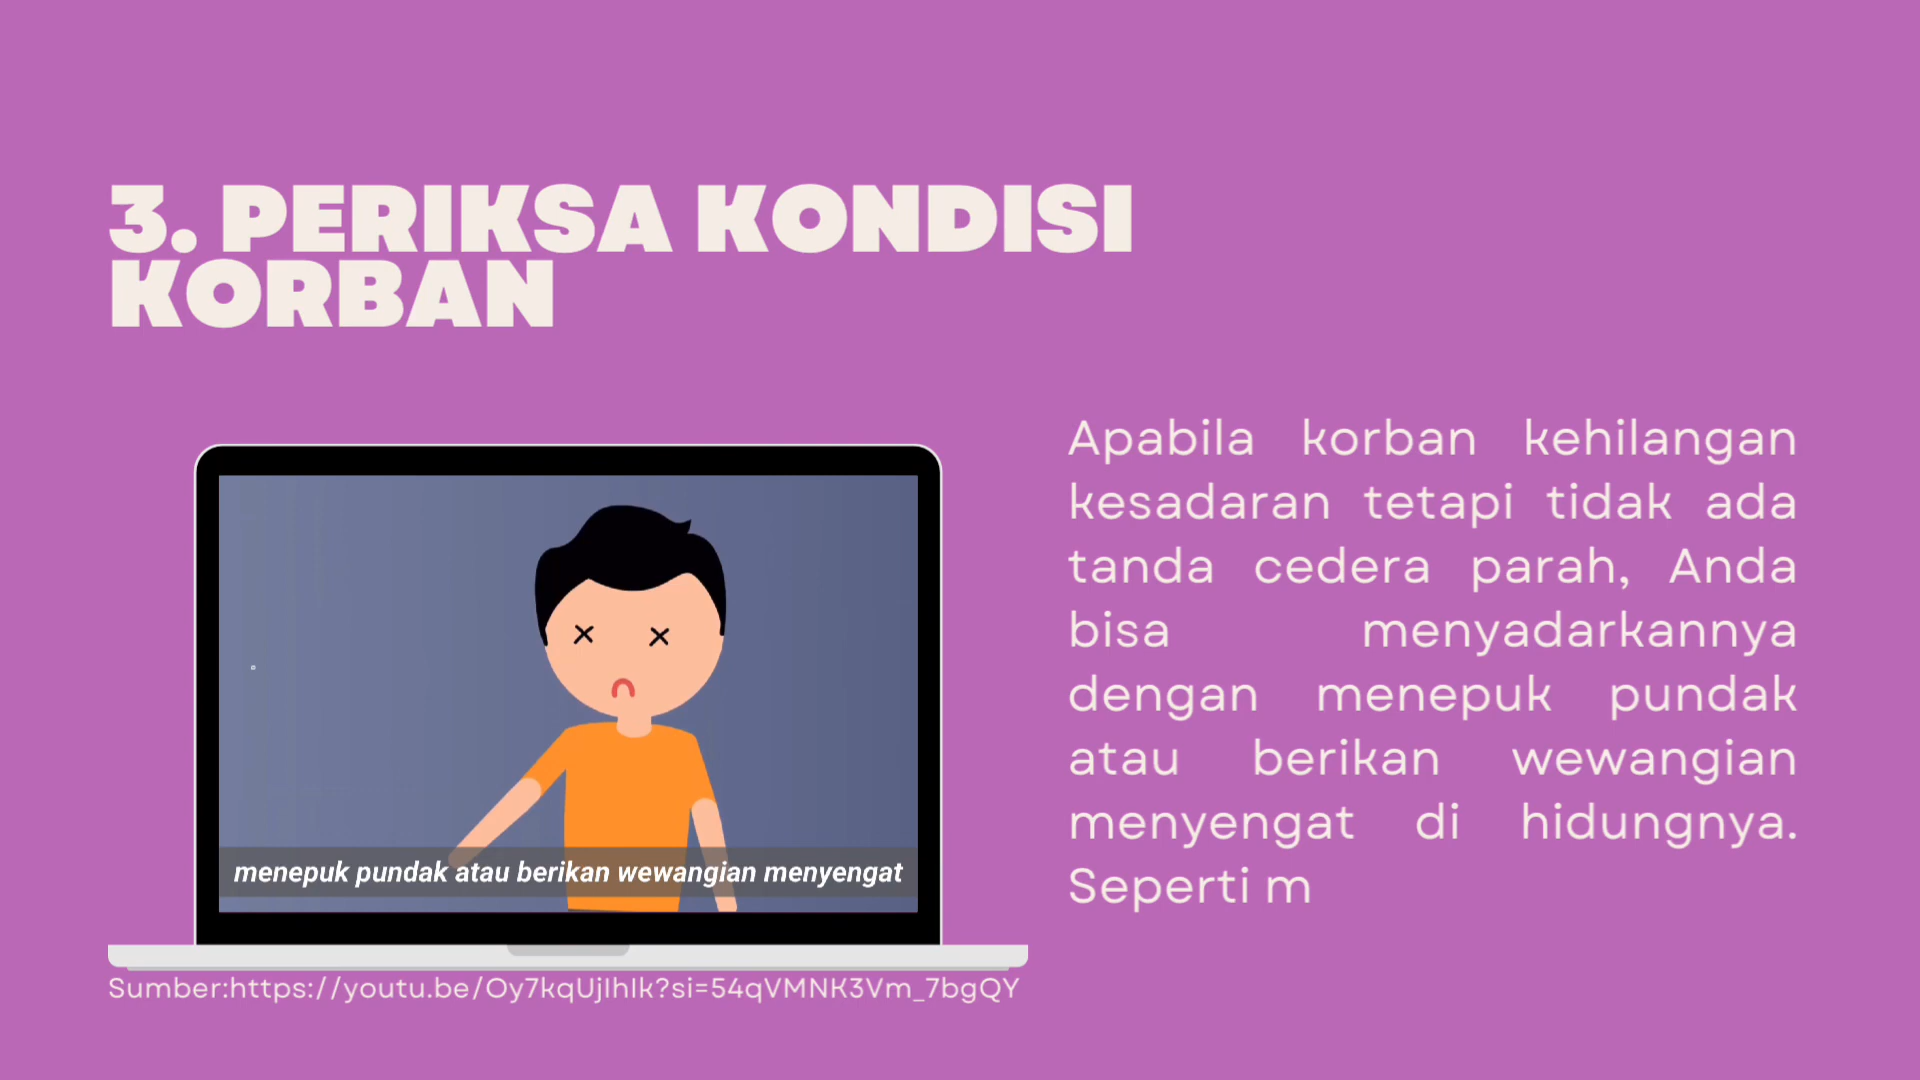 3. PERIKSA KONDISI
KORBAN
Apabila korban kehilangan
kesadaran tetapi tidak ada
tanda cedera parah, Anda
bisa menyadarkannya
dengan menepuk pundak
atau berikan wewangian
menyengat di hidungnya.
Seperti m
menepuk pundak atau berikan wewangian menyengat
Sumber:https://youtu.be/Oy7kqUjIhIk?si=54qVMNK3Vm_7bgQY